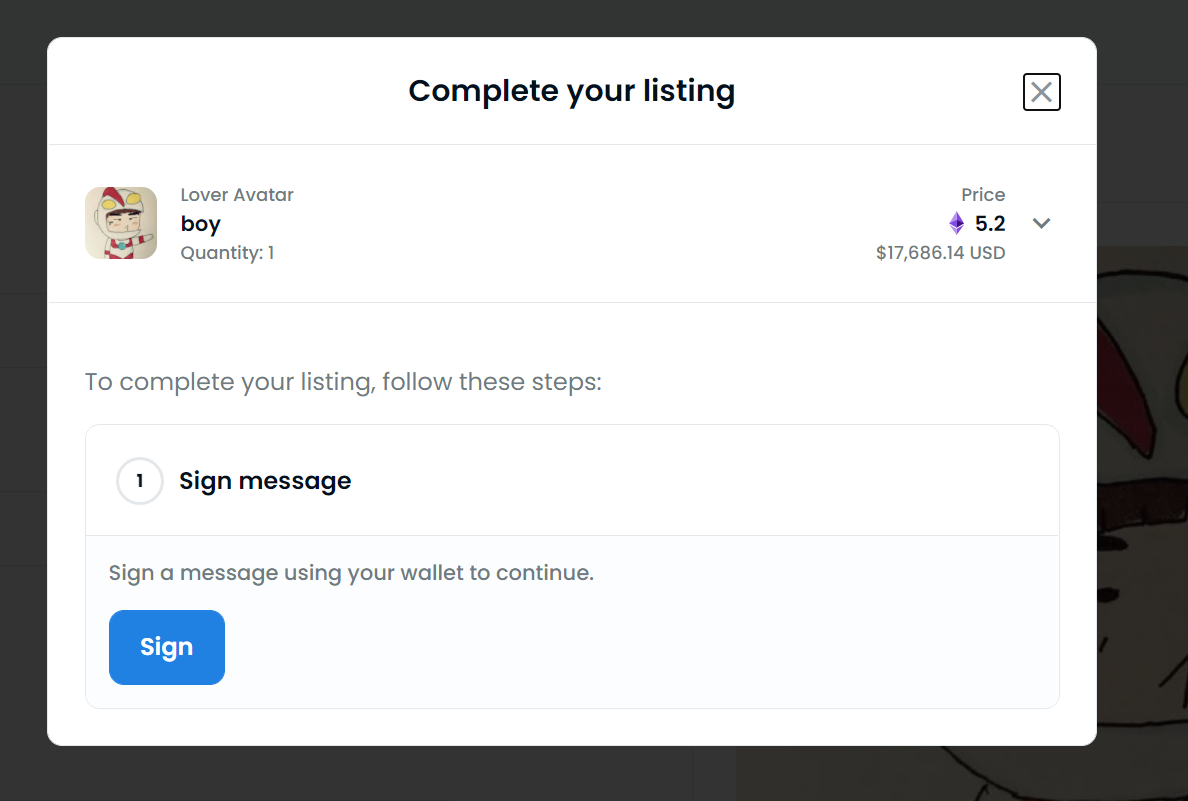 Complete your listing
Lover Avatar
boy
Quantity: 1
Price
5.2
$17,686.14 USD
To complete your listing, follow these steps:
1 Sign message
Sign a message using your wallet to continue.
Sign